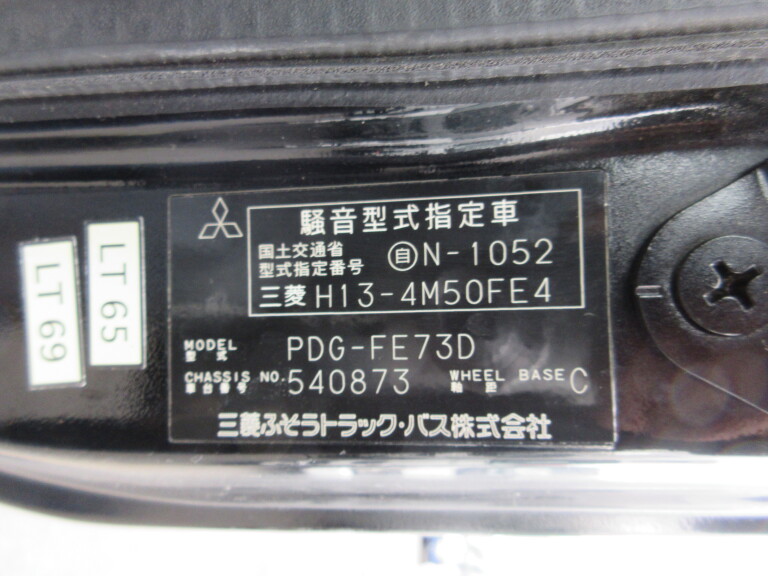 騒音型式指定車
国土交通省
型式指定番号 自N-1052
三菱 H13-4M50FE4
MODEL
型式 PDG-FE73D
CHASSIS NO.
車台番号 540873
WHEEL BASE
軸距 C
三菱ふそうトラック・バス株式会社
LT 65
LT 69